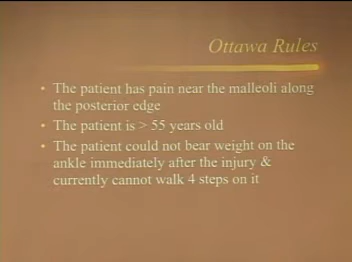 Ottawa Rules
• The patient has pain near the malleoli along
the posterior edge
• The patient is > 55 years old
• The patient could not bear weight on the
ankle immediately after the injury &
currently cannot walk 4 steps on it